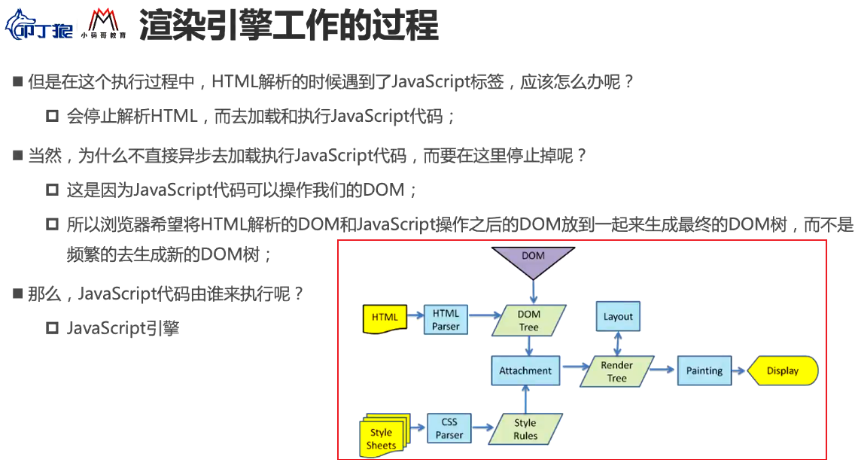 叩丁狼
小码哥教育
渲染引擎工作的过程
但是在这个执行过程中，HTML解析的时候遇到了JavaScript标签，应该怎么办呢？
会停止解析HTML，而去加载和执行JavaScript代码；
当然，为什么不直接异步去加载执行JavaScript代码，而要在这里停止掉呢？
这是因为JavaScript代码可以操作我们的DOM；
所以浏览器希望将HTML解析的DOM和JavaScript操作之后的DOM放到一起来生成最终的DOM树，而不是
频繁的去生成新的DOM树；
那么，JavaScript代码由谁来执行呢？
JavaScript引擎
DOM
HTML
HTML
Parser
DOM
Tree
Layout
Attachment
Render
Tree
Painting
Display
Style
Sheets
CSS
Parser
Style
Rules